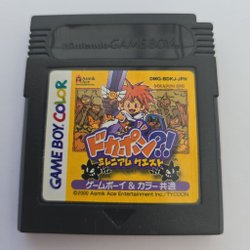 Nintendo GAME BOY
GAME BOY COLOR
Asmik
Ace
DMG-BDKJ-JPN
ドカポン?!
ミレニアム クエスト
ゲームボーイ&カラー共通
©2000 Asmik Ace Entertainment Inc./TYCOON